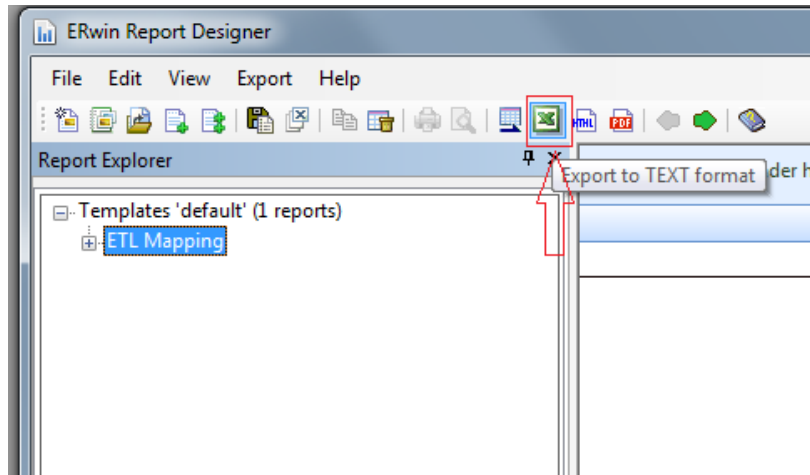 ERwin Report Designer
File Edit View Export Help
HTML PDF
Report Explorer
Export to TEXT format
der h
Templates 'default' (1 reports)
ETL Mapping